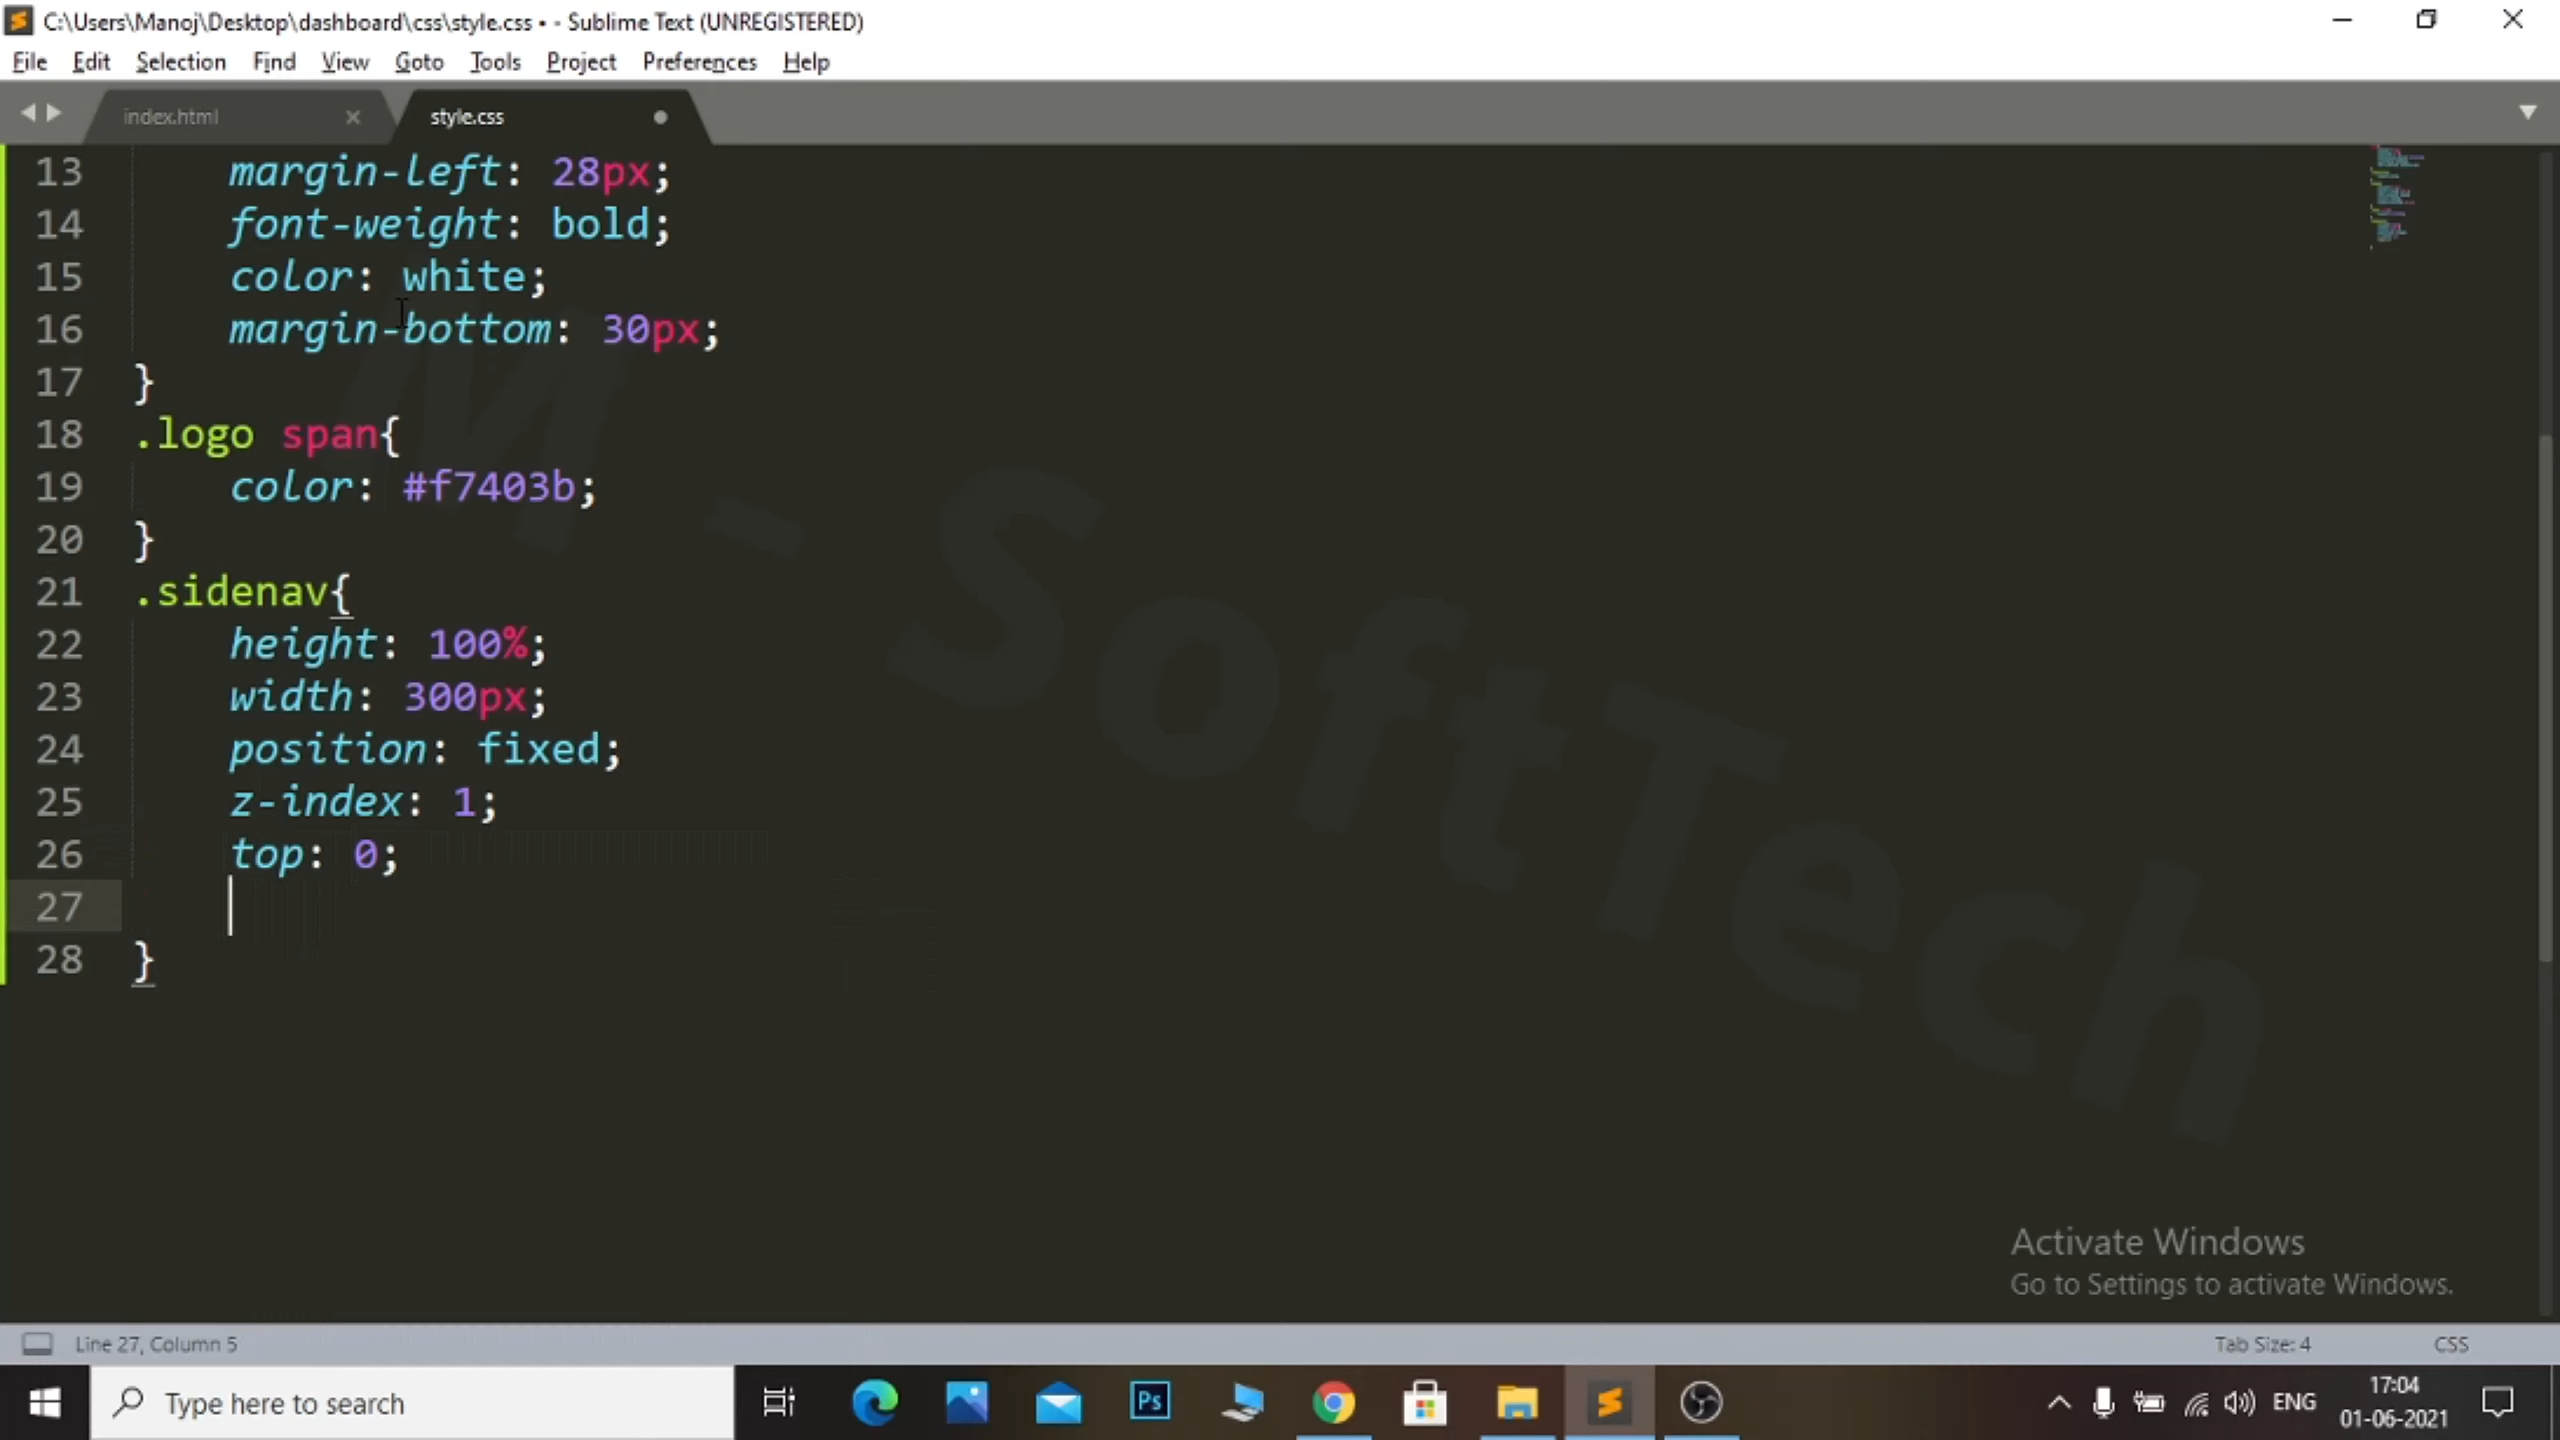 C:\Users\Manoj\Desktop\dashboard\css\style.css • - Sublime Text (UNREGISTERED)
File Edit Selection Find View Goto Tools Project Preferences Help
index.html style.css
13 margin-left: 28px;
14 font-weight: bold;
15 color: white;
16 margin-bottom: 30px;
17 }
18 .logo span{
19 color: #f7403b;
20 }
21 .sidenav{
22 height: 100%;
23 width: 300px;
24 position: fixed;
25 z-index: 1;
26 top: 0;
27
28 }
M - SoftTech
Activate Windows
Go to Settings to activate Windows.
Line 27, Column 5 Tab Size: 4 CSS
Type here to search Ps ENG 17:04
01-06-2021